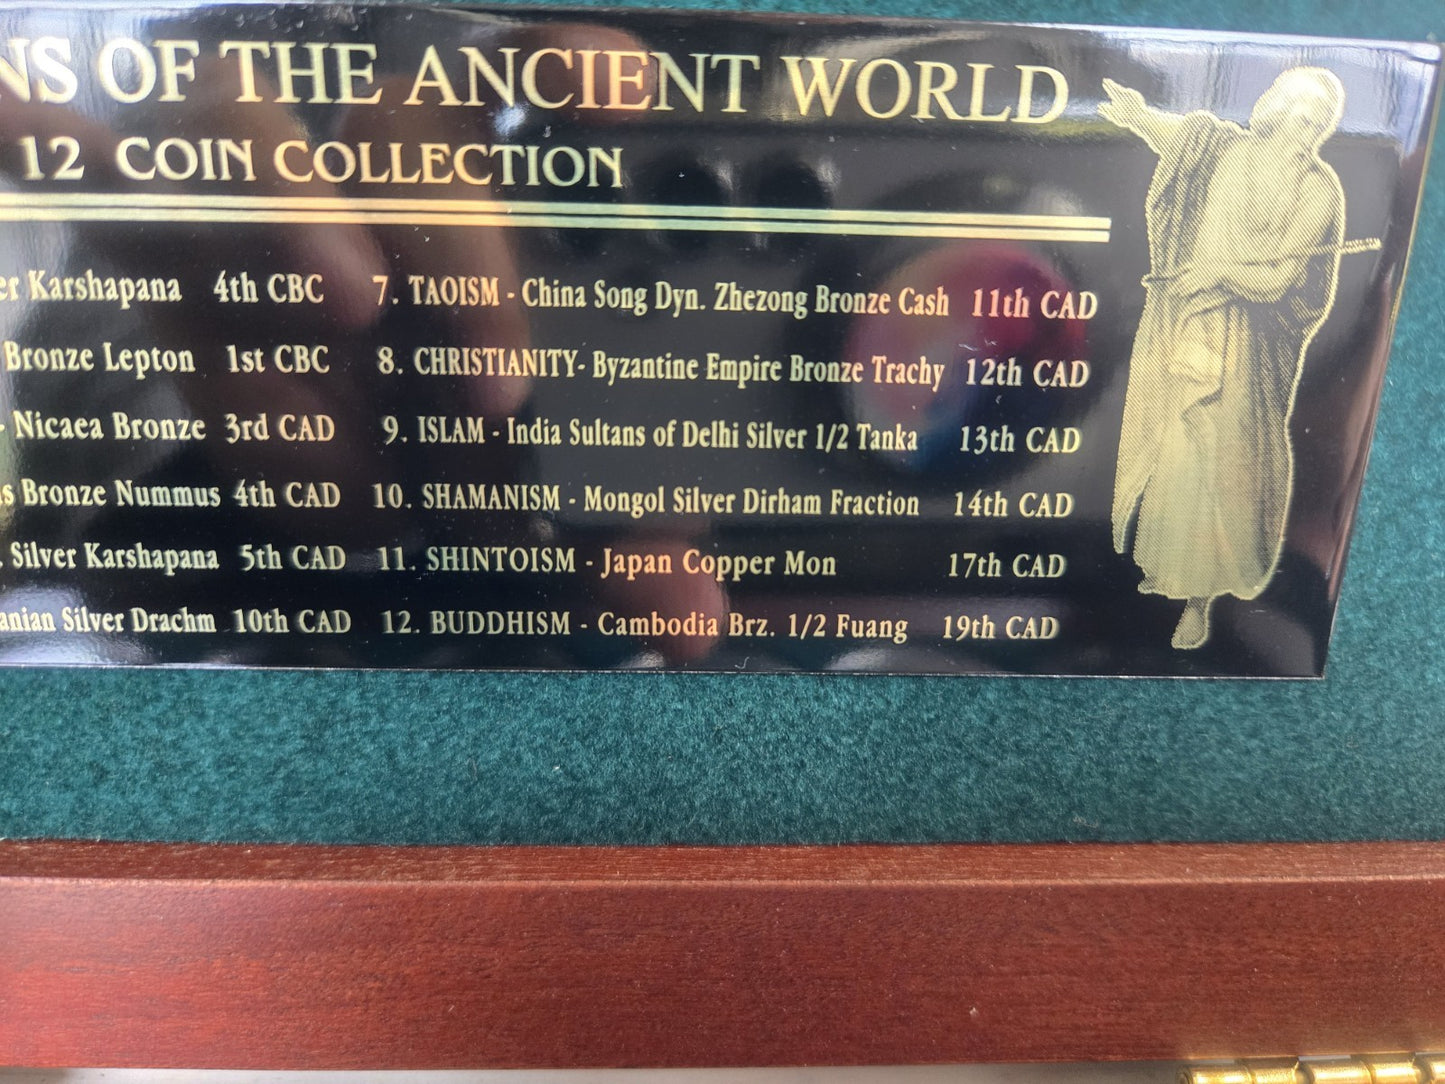 NS OF THE ANCIENT WORLD
12 COIN COLLECTION
er Karshapana 4th CBC
Bronze Lepton 1st CBC
- Nicaea Bronze 3rd CAD
s Bronze Nummus 4th CAD
. Silver Karshapana 5th CAD
anian Silver Drachm 10th CAD
7. TAOISM - China Song Dyn. Zhezong Bronze Cash 11th CAD
8. CHRISTIANITY- Byzantine Empire Bronze Trachy 12th CAD
9. ISLAM - India Sultans of Delhi Silver 1/2 Tanka 13th CAD
10. SHAMANISM - Mongol Silver Dirham Fraction 14th CAD
11. SHINTOISM - Japan Copper Mon 17th CAD
12. BUDDHISM - Cambodia Brz. 1/2 Fuang 19th CAD